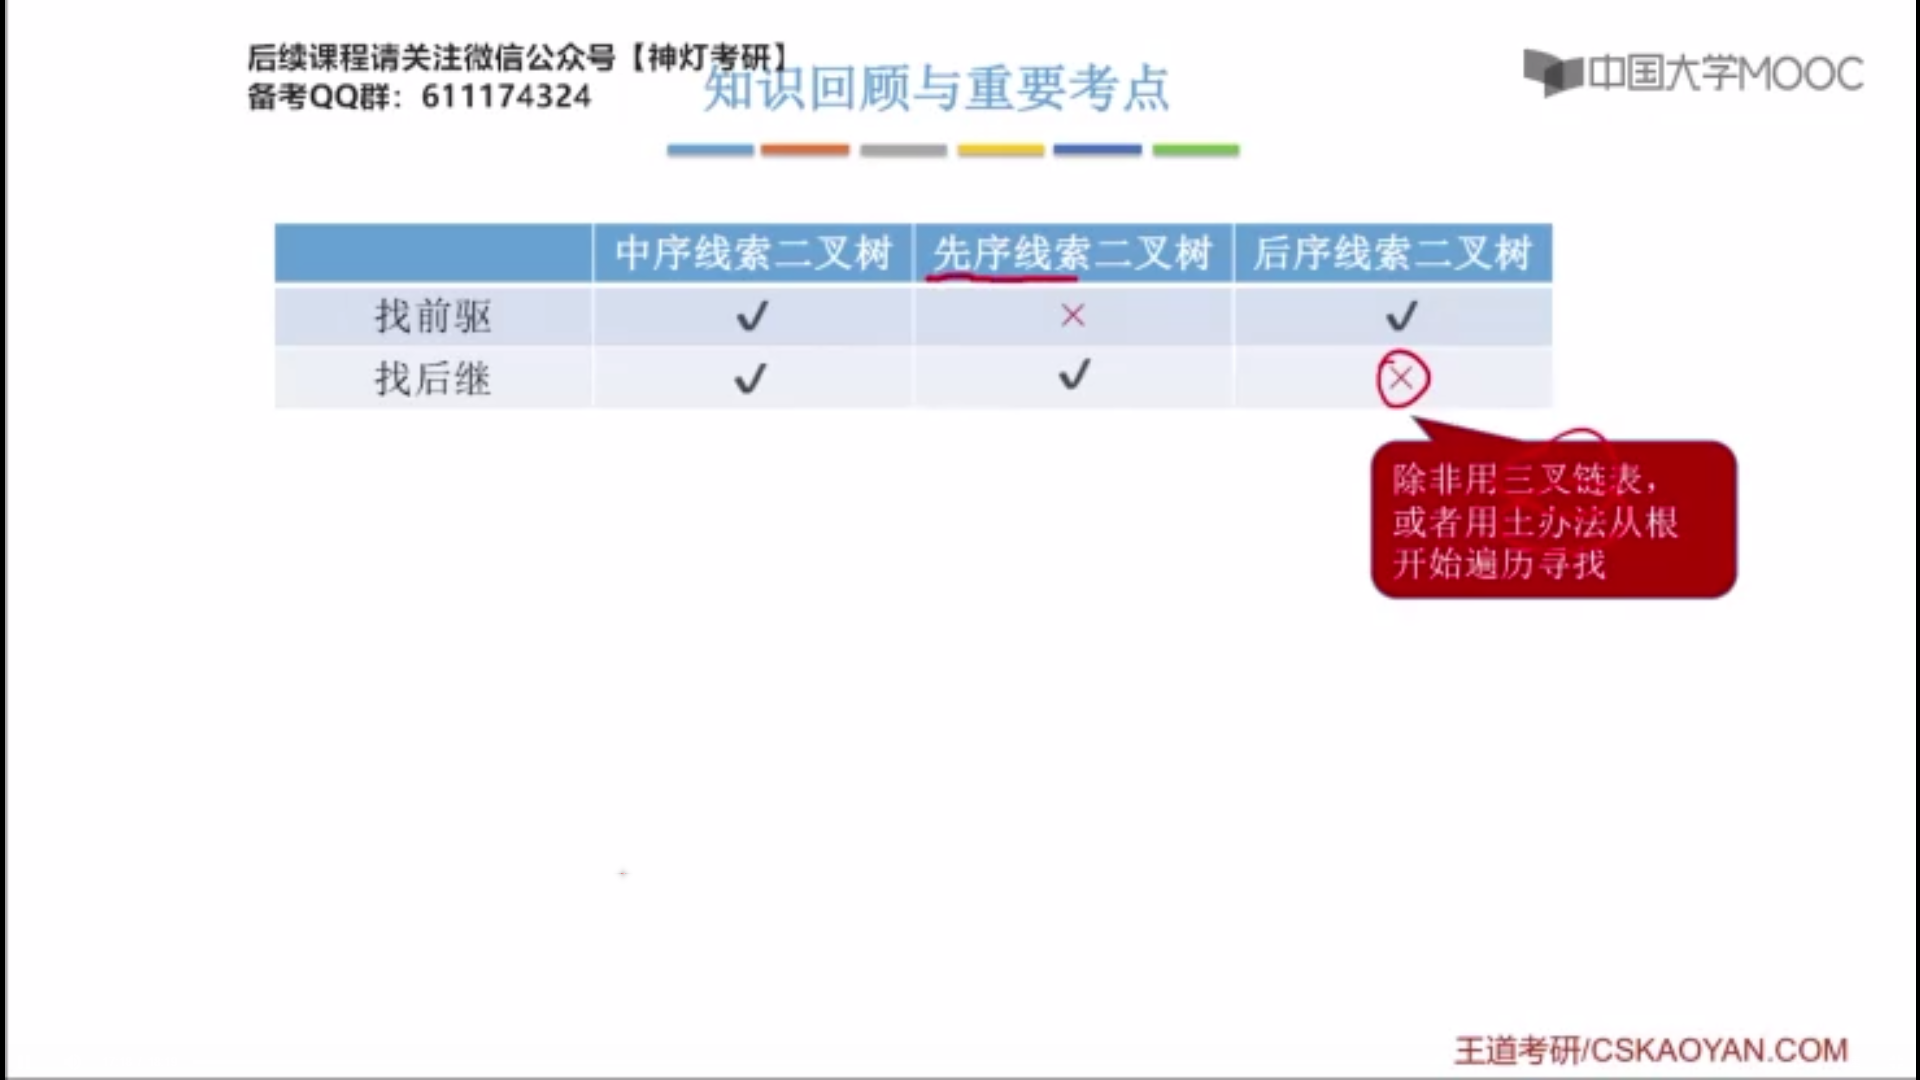 后续课程请关注微信公众号【神灯考研】
备考QQ群：611174324
知识回顾与重要考点
中国大学MOOC
中序线索二叉树 先序线索二叉树 后序线索二叉树
找前驱 ✓ × ✓
找后继 ✓ ✓ ×
除非用三叉链表，
或者用土办法从根
开始遍历寻找
王道考研/CSKAOYAN.COM